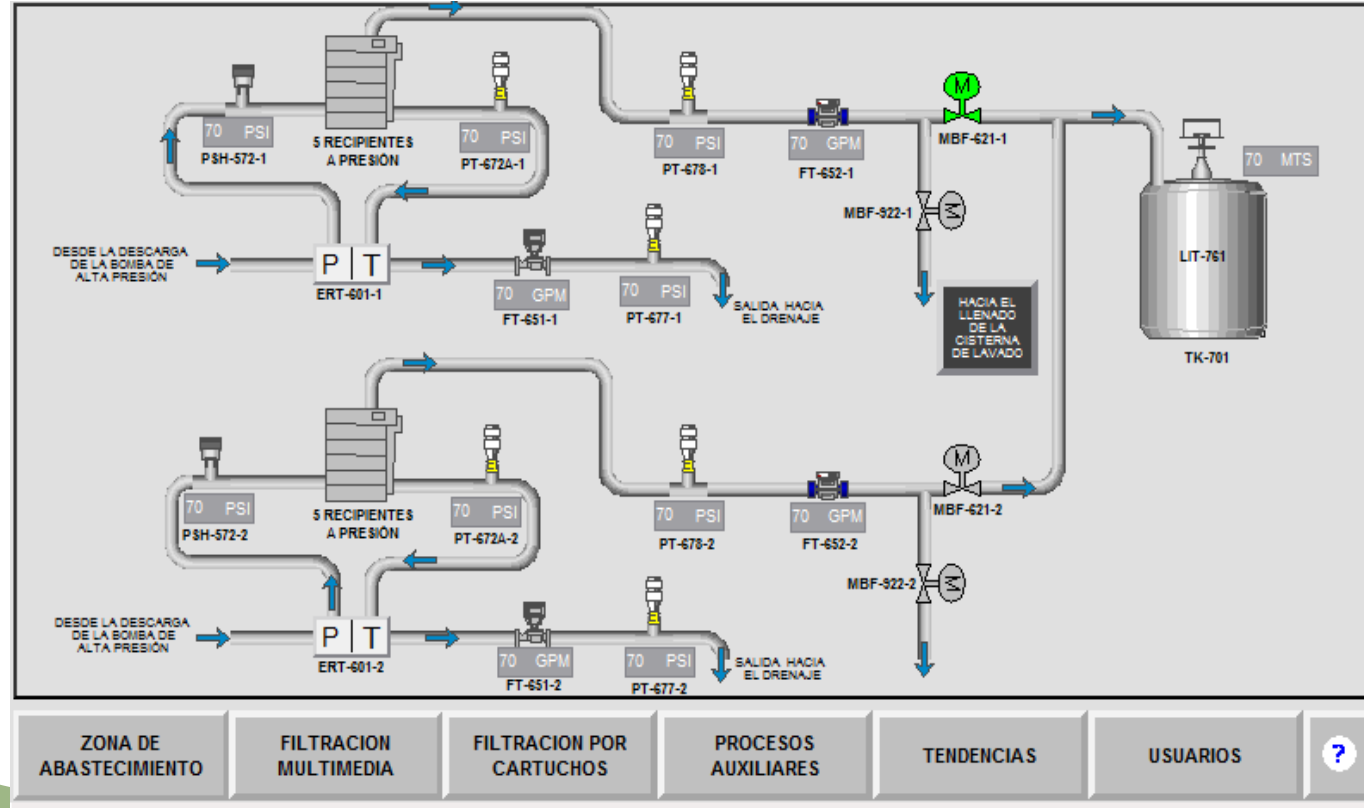 70 PSI
PSH-572-1
5 RECIPIENTES
A PRESIÓN
70 PSI
PT-672A-1
70 PSI
PT-678-1
70 GPM
FT-652-1
M
MBF-621-1
70 MTS
MBF-922-1
M
LIT-761
TK-701
DESDE LA DESCARGA
DE LA BOMBA DE
ALTA PRESIÓN
P T
ERT-601-1
70 GPM
FT-651-1
70 PSI
PT-677-1
SALIDA HACIA
EL DRENAJE
HACIA EL
LLENADO
DE LA
CISTERNA
DE LAVADO
70 PSI
PSH-572-2
5 RECIPIENTES
A PRESIÓN
70 PSI
PT-672A-2
70 PSI
PT-678-2
70 GPM
FT-652-2
M
MBF-621-2
MBF-922-2
M
DESDE LA DESCARGA
DE LA BOMBA DE
ALTA PRESIÓN
P T
ERT-601-2
70 GPM
FT-651-2
70 PSI
PT-677-2
SALIDA HACIA
EL DRENAJE
ZONA DE
ABASTECIMIENTO
FILTRACION
MULTIMEDIA
FILTRACION POR
CARTUCHOS
PROCESOS
AUXILIARES
TENDENCIAS
USUARIOS
?